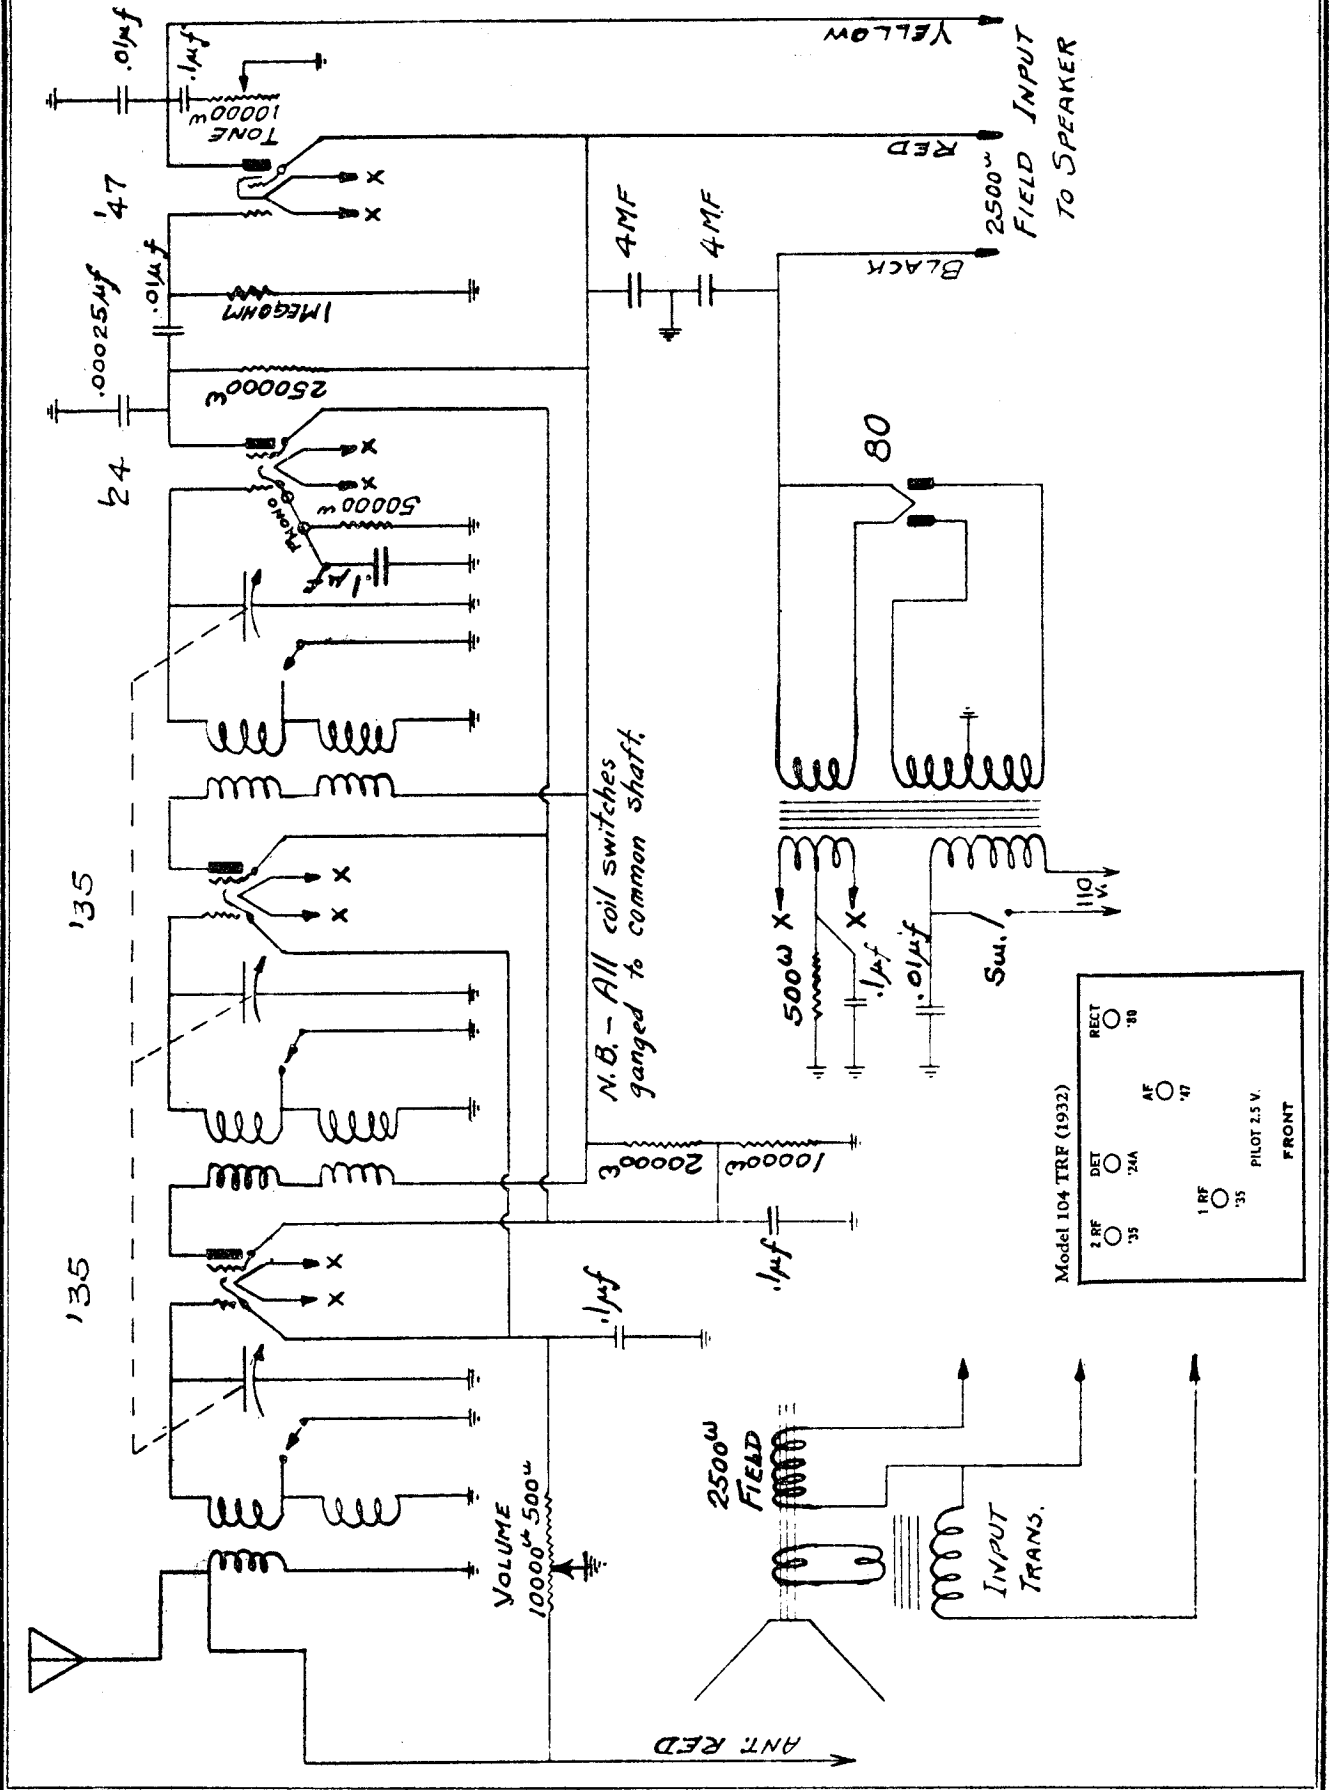 '35
'35
'24
'47
.00025µf
.01µf
.01µf
.1µf
10000ω
TONE
1 MEGOHM
250000ω
PHONO
50000ω
.1µf
X
X
X
X
X
X
X
X
YELLOW
RED
BLACK
2500ω
FIELD INPUT
TO SPEAKER
4MF
4MF
80
N.B. - All coil switches
ganged to common shaft.
20000ω
10000ω
.1µf
.1µf
VOLUME
10000ω 500ω
ANT. RED
500ω
X
X
.1µf
.01µf
Sw.
110
V.
2500ω
FIELD
INPUT
TRANS.
Model 104 TRF (1932)
2 RF
'35
DET
'24A
RECT
'80
1 RF
'35
AF
'47
PILOT 2.5 V.
FRONT